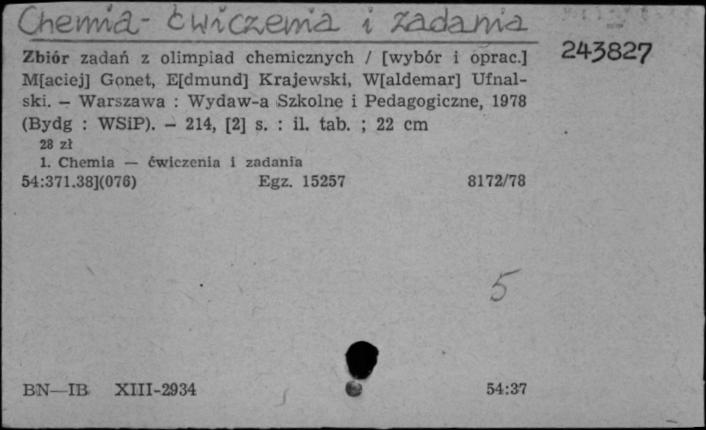 Chemia - ćwiczenia i zadania
243827
Zbiór zadań z olimpiad chemicznych / [wybór i oprac.]
M[aciej] Gonet, E[dmund] Krajewski, W[aldemar] Ufnal-
ski. — Warszawa : Wydaw-a Szkolne i Pedagogiczne, 1978
(Bydg : WSiP). — 214, [2] s. : il. tab. ; 22 cm
28 zł
1. Chemia — ćwiczenia i zadania
54:371.38](076) Egz. 15257 8172/78
5
BN—IB XIII-2934 54:37